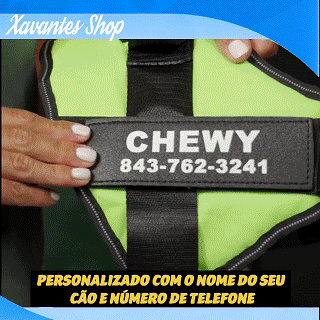 Xavantes Shop
CHEWY
843-762-3241
PERSONALIZADO COM O NOME DO SEU
CÃO E NÚMERO DE TELEFONE